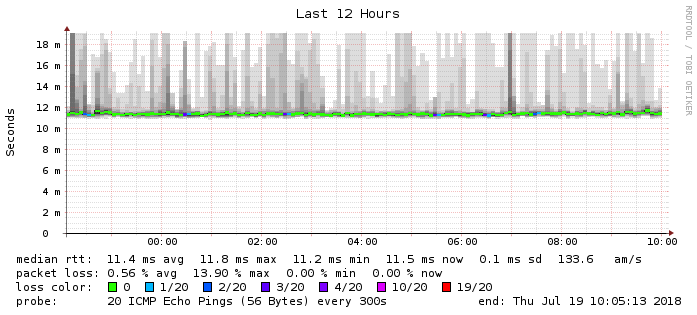 Last 12 Hours
RRDTOOL / TOBI OETIKER
Seconds
18 m
16 m
14 m
12 m
10 m
8 m
6 m
4 m
2 m
0
00:00 02:00 04:00 06:00 08:00 10:00
median rtt: 11.4 ms avg 11.8 ms max 11.2 ms min 11.5 ms now 0.1 ms sd 133.6 am/s
packet loss: 0.56 % avg 13.90 % max 0.00 % min 0.00 % now
loss color: 0 1/20 2/20 3/20 4/20 10/20 19/20
probe: 20 ICMP Echo Pings (56 Bytes) every 300s end: Thu Jul 19 10:05:13 2018